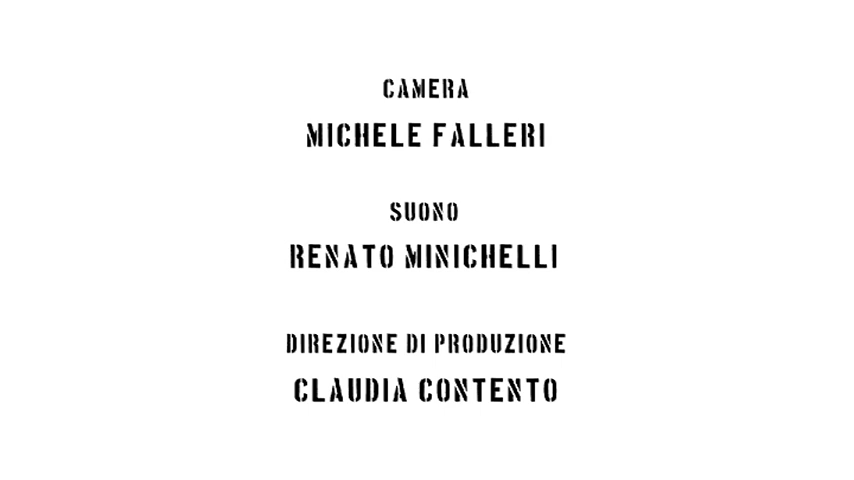 CAMERA
MICHELE FALLERI
SUONO
RENATO MINICHELLI
DIREZIONE DI PRODUZIONE
CLAUDIA CONTENTO